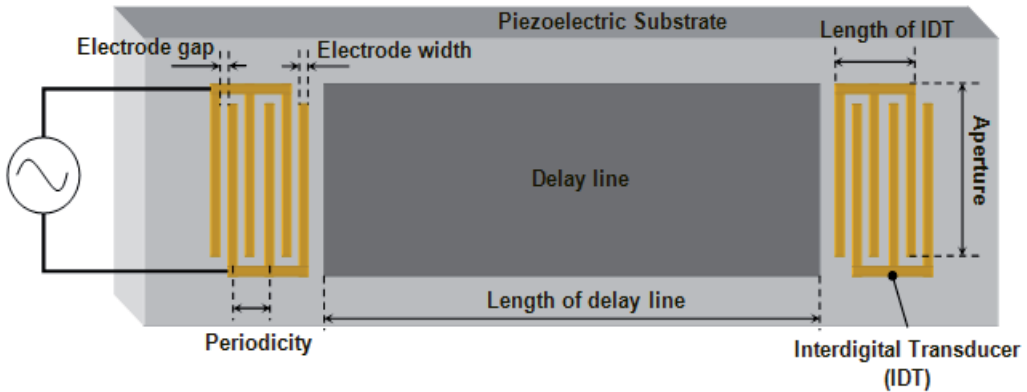 Piezoelectric Substrate
Electrode gap
Electrode width
Length of IDT
Aperture
Delay line
Length of delay line
Periodicity
Interdigital Transducer
(IDT)